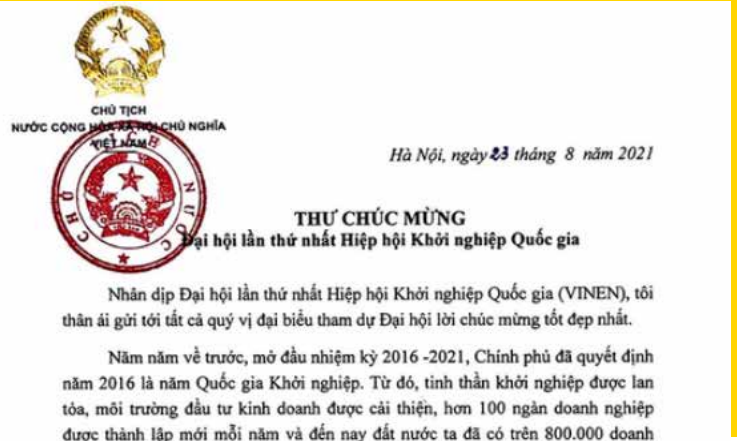 CHỦ TỊCH
NƯỚC CỘNG HÒA XÃ HỘI CHỦ NGHĨA
VIỆT NAM
CHỦ TỊCH NƯỚC
Hà Nội, ngày 23 tháng 8 năm 2021
THƯ CHÚC MỪNG
Đại hội lần thứ nhất Hiệp hội Khởi nghiệp Quốc gia
Nhân dịp Đại hội lần thứ nhất Hiệp hội Khởi nghiệp Quốc gia (VINEN), tôi
thân ái gửi tới tất cả quý vị đại biểu tham dự Đại hội lời chúc mừng tốt đẹp nhất.
Năm năm về trước, mở đầu nhiệm kỳ 2016 -2021, Chính phủ đã quyết định
năm 2016 là năm Quốc gia Khởi nghiệp. Từ đó, tinh thần khởi nghiệp được lan
tỏa, môi trường đầu tư kinh doanh được cải thiện, hơn 100 ngàn doanh nghiệp
được thành lập mới mỗi năm và đến nay đất nước ta đã có trên 800.000 doanh